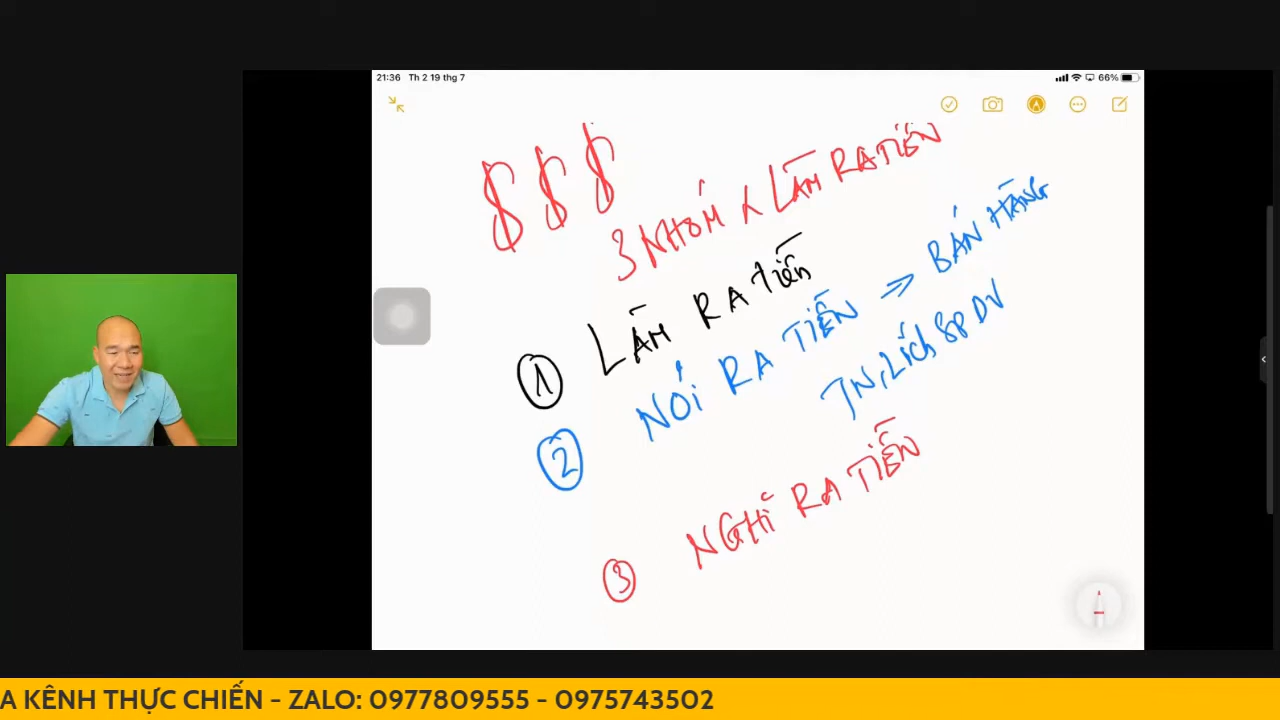 21:36 Th 2 19 thg 7
66%
$ $ $
3 NHÓM < LÀM RA TIỀN
1 LÀM RA tiền
2 NÓI RA TIỀN => BÁN HÀNG
TN, Lích SP DV
3 NGHĨ RA TIỀN
A KÊNH THỰC CHIẾN - ZALO: 0977809555 - 0975743502